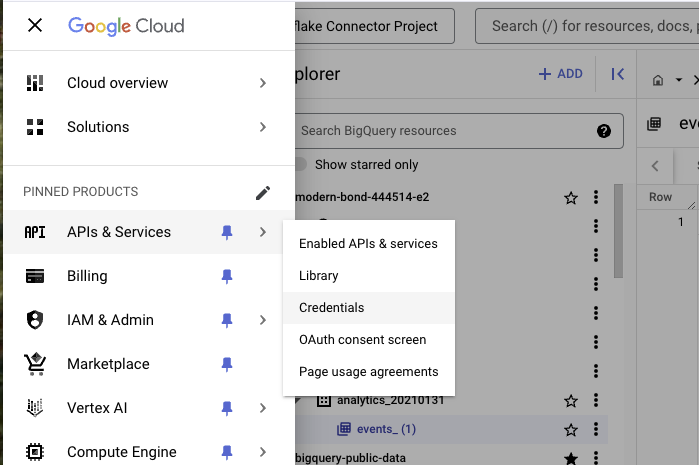 Google Cloud
flake Connector Project
Search (/) for resources, docs,
Cloud overview
Solutions
PINNED PRODUCTS
API APIs & Services
Billing
IAM & Admin
Marketplace
Vertex AI
Compute Engine
Enabled APIs & services
Library
Credentials
OAuth consent screen
Page usage agreements
plorer
+ ADD
Search BigQuery resources
Show starred only
modern-bond-444514-e2
analytics_20210131
events_ (1)
bigquery-public-data
eve
Row
1